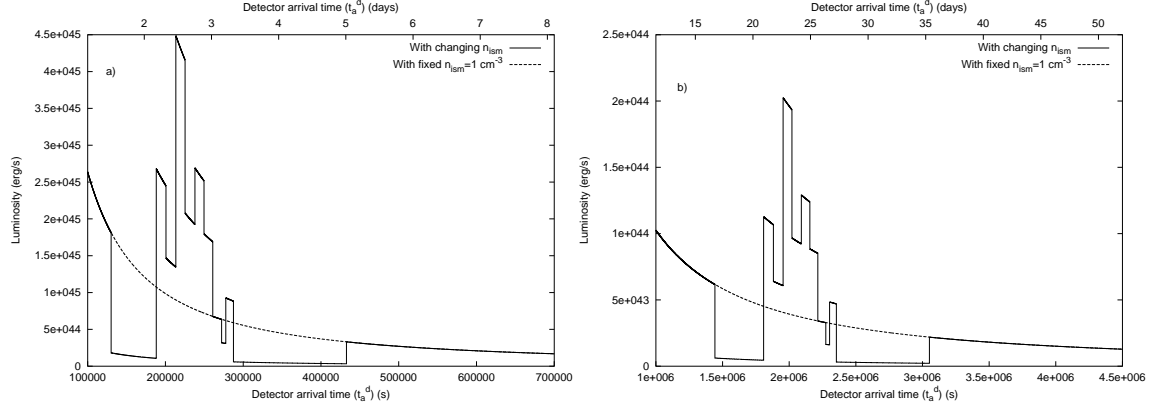 Detector arrival time (t_a^d) (days)
2 3 4 5 6 7 8
4.5e+045
4e+045
3.5e+045
3e+045
2.5e+045
2e+045
1.5e+045
1e+045
5e+044
0
Luminosity (erg/s)
a)
With changing n_ism
With fixed n_ism=1 cm^-3
100000 200000 300000 400000 500000 600000 700000
Detector arrival time (t_a^d) (s)
Detector arrival time (t_a^d) (days)
15 20 25 30 35 40 45 50
2.5e+044
2e+044
1.5e+044
1e+044
5e+043
0
Luminosity (erg/s)
b)
With changing n_ism
With fixed n_ism=1 cm^-3
1e+006 1.5e+006 2e+006 2.5e+006 3e+006 3.5e+006 4e+006 4.5e+006
Detector arrival time (t_a^d) (s)